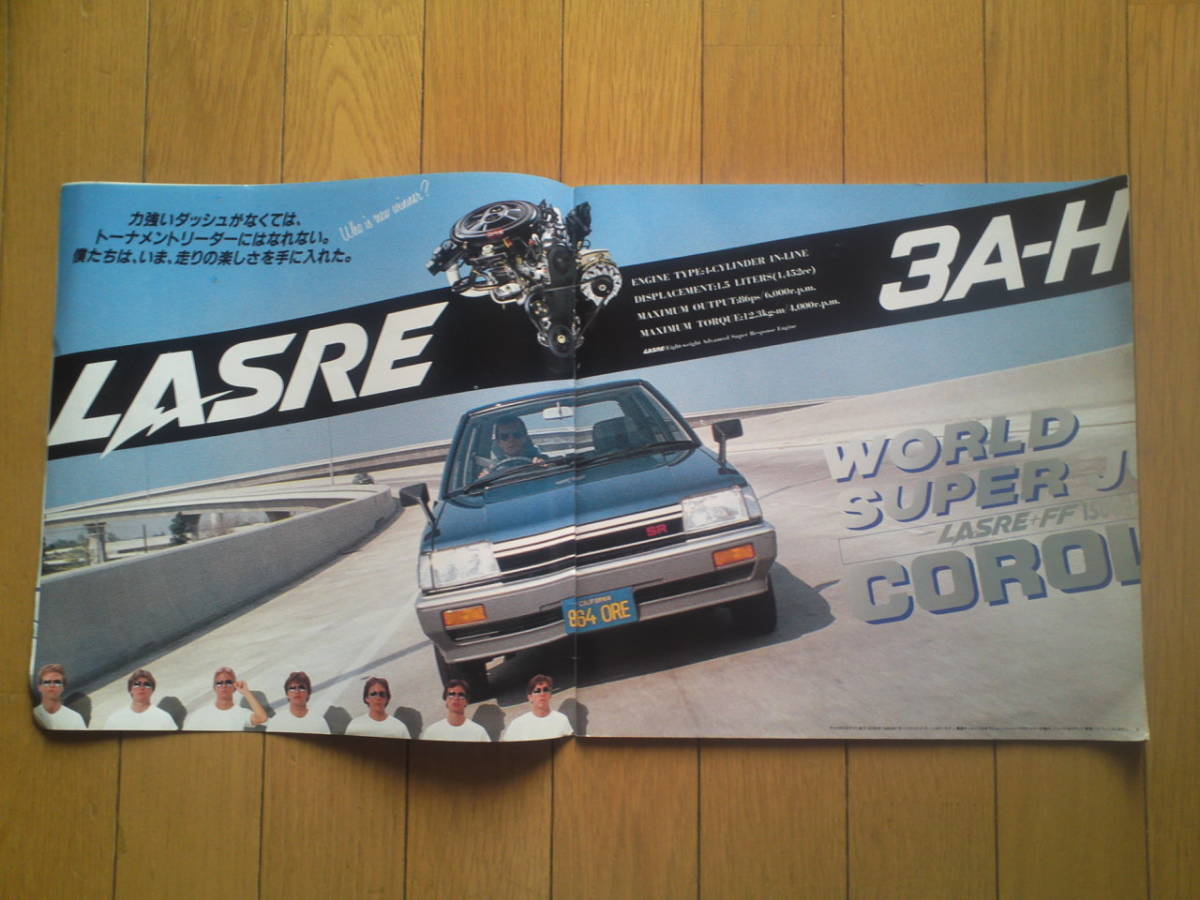 力強いダッシュがなくては、
トーナメントリーダーにはなれない。
僕たちは、いま、走りの楽しさを手に入れた。
Who is new winner?
LASRE
ENGINE TYPE:4-CYLINDER IN-LINE
DISPLACEMENT:1.5 LITERS(1,452cc)
MAXIMUM OUTPUT:86ps/6,000r.p.m.
MAXIMUM TORQUE:12.3kg-m/4,000r.p.m.
LASRE:Lightweight Advanced Super Response Engine
3A-H
WORLD
SUPER
LASRE+FF
COROL
SR
CALIFORNIA
864 ORE